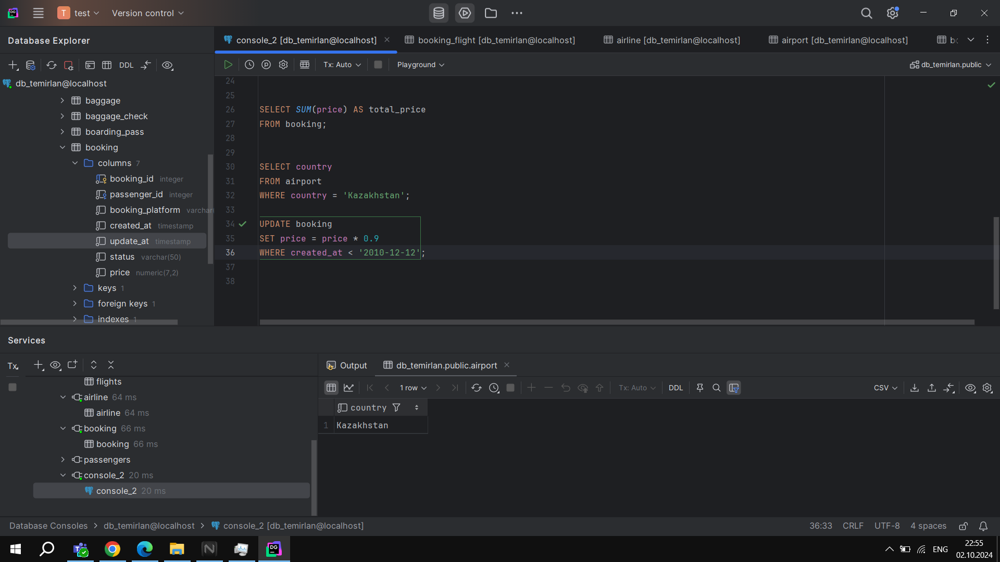 T test Version control
Database Explorer
console_2 [db_temirlan@localhost]
booking_flight [db_temirlan@localhost]
airline [db_temirlan@localhost]
airport [db_temirlan@localhost]
DDL
Tx: Auto
Playground
db_temirlan.public
db_temirlan@localhost
baggage
baggage_check
boarding_pass
booking
columns 7
booking_id integer
passenger_id integer
booking_platform varchar(
created_at timestamp
update_at timestamp
status varchar(50)
price numeric(7,2)
keys 1
foreign keys 1
indexes 1
24
25
26 SELECT SUM(price) AS total_price
27 FROM booking;
28
29
30 SELECT country
31 FROM airport
32 WHERE country = 'Kazakhstan';
33
34 UPDATE booking
35 SET price = price * 0.9
36 WHERE created_at < '2010-12-12';
37
38
Services
Tx
flights
airline 64 ms
airline 64 ms
booking 66 ms
booking 66 ms
passengers
console_2 20 ms
console_2 20 ms
Output
db_temirlan.public.airport
1 row
Tx: Auto
DDL
CSV
country
1 Kazakhstan
Database Consoles > db_temirlan@localhost > console_2 [db_temirlan@localhost]
36:33 CRLF UTF-8 4 spaces
ENG
22:55
02.10.2024